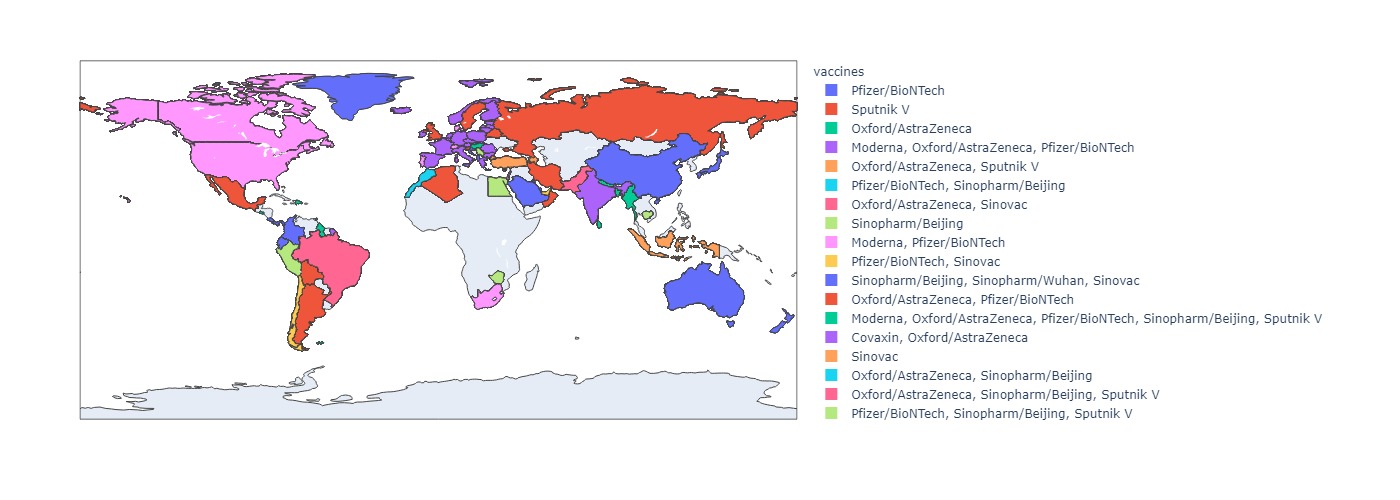 vaccines
Pfizer/BioNTech
Sputnik V
Oxford/AstraZeneca
Moderna, Oxford/AstraZeneca, Pfizer/BioNTech
Oxford/AstraZeneca, Sputnik V
Pfizer/BioNTech, Sinopharm/Beijing
Oxford/AstraZeneca, Sinovac
Sinopharm/Beijing
Moderna, Pfizer/BioNTech
Pfizer/BioNTech, Sinovac
Sinopharm/Beijing, Sinopharm/Wuhan, Sinovac
Oxford/AstraZeneca, Pfizer/BioNTech
Moderna, Oxford/AstraZeneca, Pfizer/BioNTech, Sinopharm/Beijing, Sputnik V
Covaxin, Oxford/AstraZeneca
Sinovac
Oxford/AstraZeneca, Sinopharm/Beijing
Oxford/AstraZeneca, Sinopharm/Beijing, Sputnik V
Pfizer/BioNTech, Sinopharm/Beijing, Sputnik V